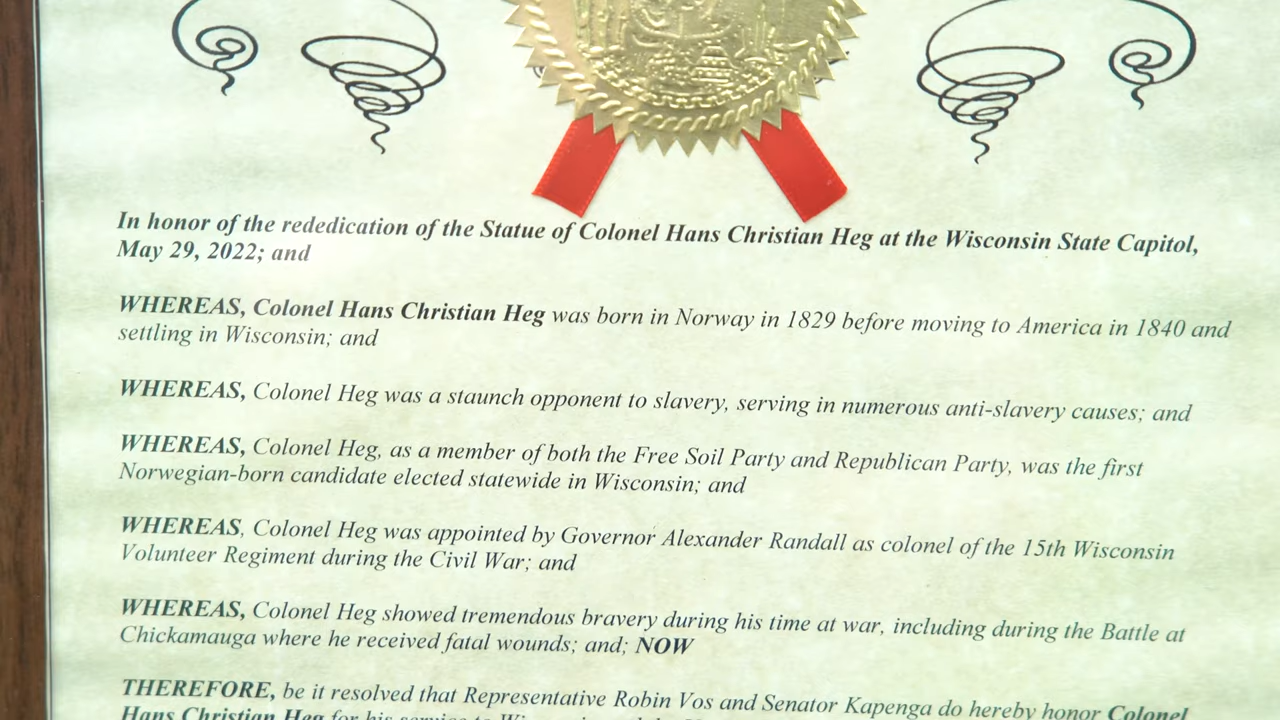 In honor of the rededication of the Statue of Colonel Hans Christian Heg at the Wisconsin State Capitol,
May 29, 2022; and
WHEREAS, Colonel Hans Christian Heg was born in Norway in 1829 before moving to America in 1840 and
settling in Wisconsin; and
WHEREAS, Colonel Heg was a staunch opponent to slavery, serving in numerous anti-slavery causes; and
WHEREAS, Colonel Heg, as a member of both the Free Soil Party and Republican Party, was the first
Norwegian-born candidate elected statewide in Wisconsin; and
WHEREAS, Colonel Heg was appointed by Governor Alexander Randall as colonel of the 15th Wisconsin
Volunteer Regiment during the Civil War; and
WHEREAS, Colonel Heg showed tremendous bravery during his time at war, including during the Battle at
Chickamauga where he received fatal wounds; and; NOW
THEREFORE, be it resolved that Representative Robin Vos and Senator Kapenga do hereby honor Colonel
Hans Christian Heg for his service to